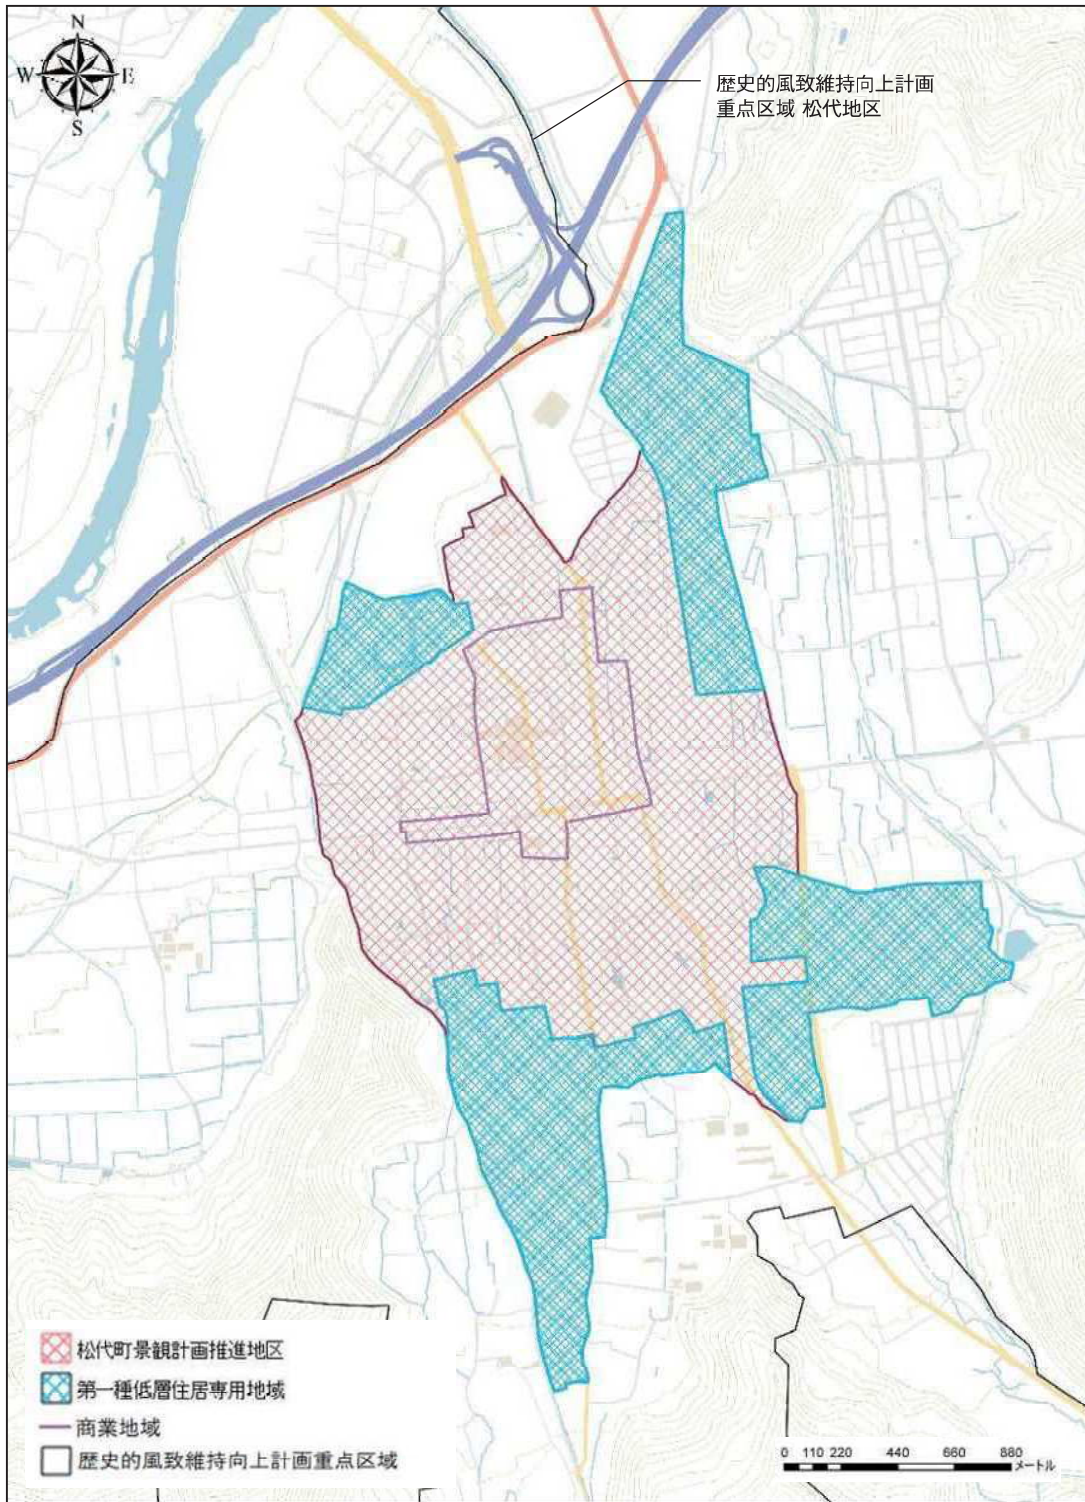 N
W E
S
歴史的風致維持向上計画
重点区域 松代地区
松代町景観計画推進地区
第一種低層住居専用地域
商業地域
歴史的風致維持向上計画重点区域
0 110 220 440 660 880
メートル